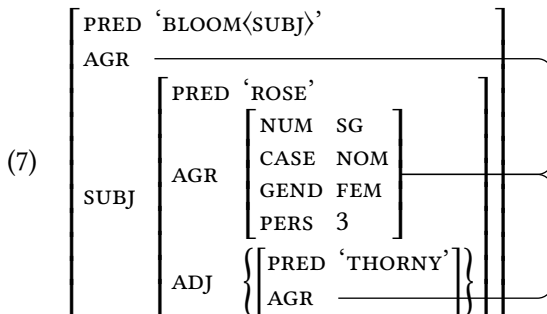 PRED ‘BLOOM⟨SUBJ⟩’
AGR
PRED ‘ROSE’
NUM SG
CASE NOM
(7) SUBJ AGR GEND FEM
PERS 3
ADJ PRED ‘THORNY’
AGR